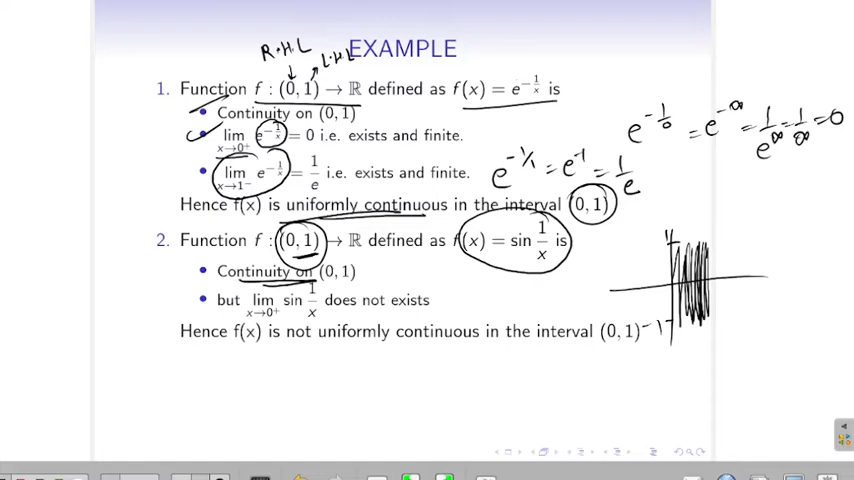 R.H.L
L.H.L
EXAMPLE
1. Function f : (0, 1) → ℝ defined as f(x) = e^{-1/x} is
• Continuity on (0, 1)
• lim_{x→0⁺} e^{-1/x} = 0 i.e. exists and finite.
e^{-1/0} = e^{-∞} = 1/e^∞ = 1/∞ = 0
• lim_{x→1⁻} e^{-1/x} = 1/e i.e. exists and finite.
e^{-1/1} = e^{-1} = 1/e
Hence f(x) is uniformly continuous in the interval (0, 1)
2. Function f : (0, 1) → ℝ defined as f(x) = sin 1/x is
• Continuity on (0, 1)
• but lim_{x→0⁺} sin 1/x does not exists
Hence f(x) is not uniformly continuous in the interval (0, 1)
1
-1